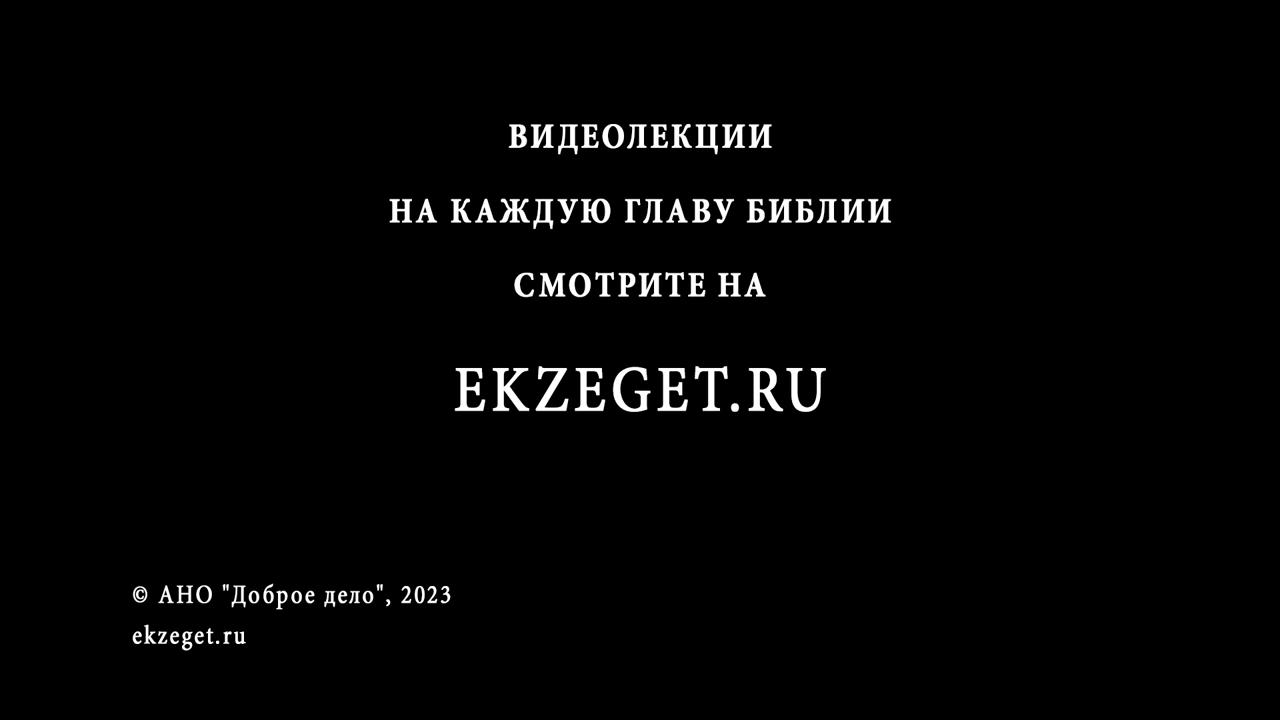 ВИДЕОЛЕКЦИИ
НА КАЖДУЮ ГЛАВУ БИБЛИИ
СМОТРИТЕ НА
EKZEGET.RU
© АНО "Доброе дело", 2023
ekzeget.ru